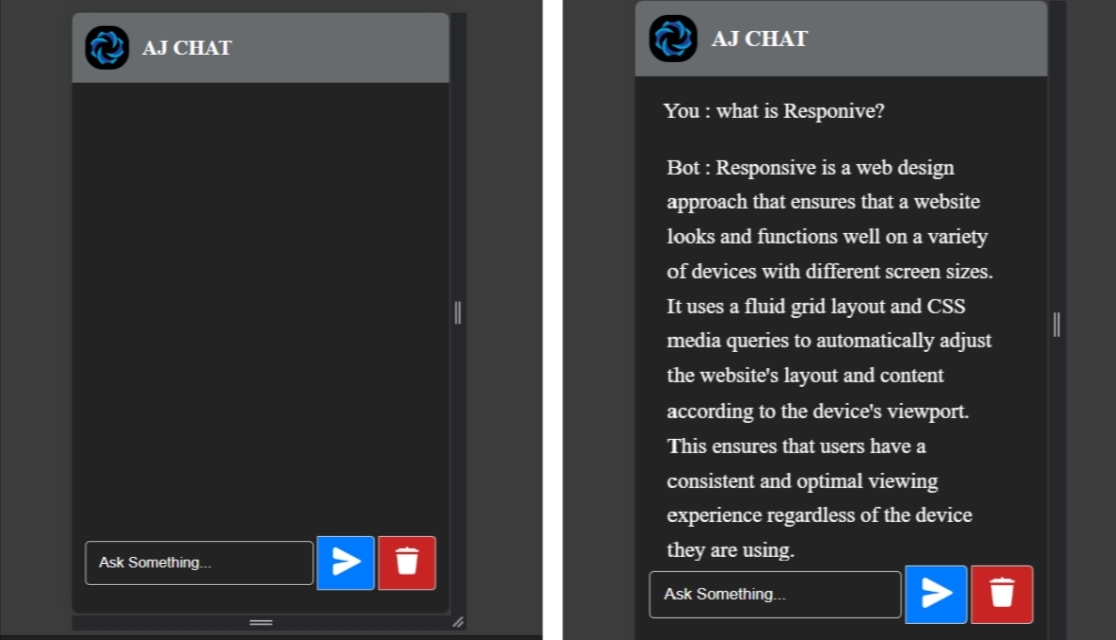 AJ CHAT
Ask Something...
AJ CHAT
You : what is Responive?
Bot : Responsive is a web design
approach that ensures that a website
looks and functions well on a variety
of devices with different screen sizes.
It uses a fluid grid layout and CSS
media queries to automatically adjust
the website's layout and content
according to the device's viewport.
This ensures that users have a
consistent and optimal viewing
experience regardless of the device
they are using.
Ask Something...